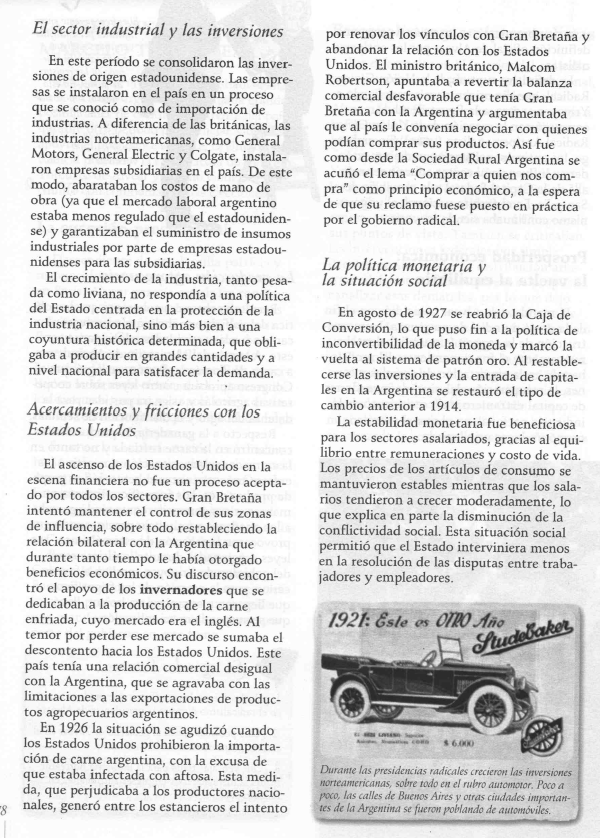 El sector industrial y las inversiones
En este período se consolidaron las inver-
siones de origen estadounidense. Las empre-
sas se instalaron en el país en un proceso
que se conoció como de importación de
industrias. A diferencia de las británicas, las
industrias norteamericanas, como General
Motors, General Electric y Colgate, instala-
ron empresas subsidiarias en el país. De este
modo, abarataban los costos de mano de
obra (ya que el mercado laboral argentino
estaba menos regulado que el estadouniden-
se) y garantizaban el suministro de insumos
industriales por parte de empresas estadou-
nidenses para las subsidiarias.
El crecimiento de la industria, tanto pesa-
da como liviana, no respondía a una política
del Estado centrada en la protección de la
industria nacional, sino más bien a una
coyuntura histórica determinada, que obli-
gaba a producir en grandes cantidades y a
nivel nacional para satisfacer la demanda.
Acercamientos y fricciones con los
Estados Unidos
El ascenso de los Estados Unidos en la
escena financiera no fue un proceso acepta-
do por todos los sectores. Gran Bretaña
intentó mantener el control de sus zonas
de influencia, sobre todo restableciendo la
relación bilateral con la Argentina que
durante tanto tiempo le había otorgado
beneficios económicos. Su discurso encon-
tró el apoyo de los invernadores que se
dedicaban a la producción de la carne
enfriada, cuyo mercado era el inglés. Al
temor por perder ese mercado se sumaba el
descontento hacia los Estados Unidos. Este
país tenía una relación comercial desigual
con la Argentina, que se agravaba con las
limitaciones a las exportaciones de produc-
tos agropecuarios argentinos.
En 1926 la situación se agudizó cuando
los Estados Unidos prohibieron la importa-
ción de carne argentina, con la excusa de
que estaba infectada con aftosa. Esta medi-
da, que perjudicaba a los productores nacio-
nales, generó entre los estancieros el intento
por renovar los vínculos con Gran Bretaña y
abandonar la relación con los Estados
Unidos. El ministro británico, Malcom
Robertson, apuntaba a revertir la balanza
comercial desfavorable que tenía Gran
Bretaña con la Argentina y argumentaba
que al país le convenía negociar con quienes
podían comprar sus productos. Así fue
como desde la Sociedad Rural Argentina se
acuñó el lema “Comprar a quien nos com-
pra” como principio económico, a la espera
de que su reclamo fuese puesto en práctica
por el gobierno radical.
La política monetaria y
la situación social
En agosto de 1927 se reabrió la Caja de
Conversión, lo que puso fin a la política de
inconvertibilidad de la moneda y marcó la
vuelta al sistema de patrón oro. Al restable-
cerse las inversiones y la entrada de capita-
les en la Argentina se restauró el tipo de
cambio anterior a 1914.
La estabilidad monetaria fue beneficiosa
para los sectores asalariados, gracias al equi-
librio entre remuneraciones y costo de vida.
Los precios de los artículos de consumo se
mantuvieron estables mientras que los sala-
rios tendieron a crecer moderadamente, lo
que explica en parte la disminución de la
conflictividad social. Esta situación social
permitió que el Estado interviniera menos
en la resolución de las disputas entre traba-
jadores y empleadores.
1921: Este es OTRO Año
Studebaker
$ 6.000
Studebaker
Durante las presidencias radicales crecieron las inversiones
norteamericanas, sobre todo en el rubro automotor. Poco a
poco, las calles de Buenos Aires y otras ciudades importan-
tes de la Argentina se fueron poblando de automóviles.
8